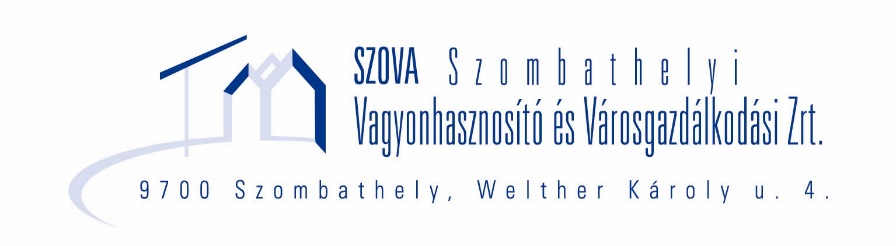 SZOVA Szombathelyi
Vagyonhasznosító és Városgazdálkodási Zrt.
9700 Szombathely, Welther Károly u. 4.